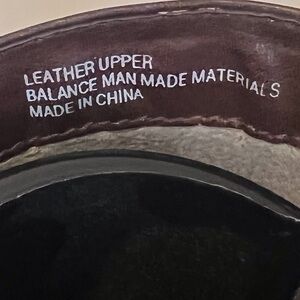 LEATHER UPPER
BALANCE MAN MADE MATERIALS
MADE IN CHINA